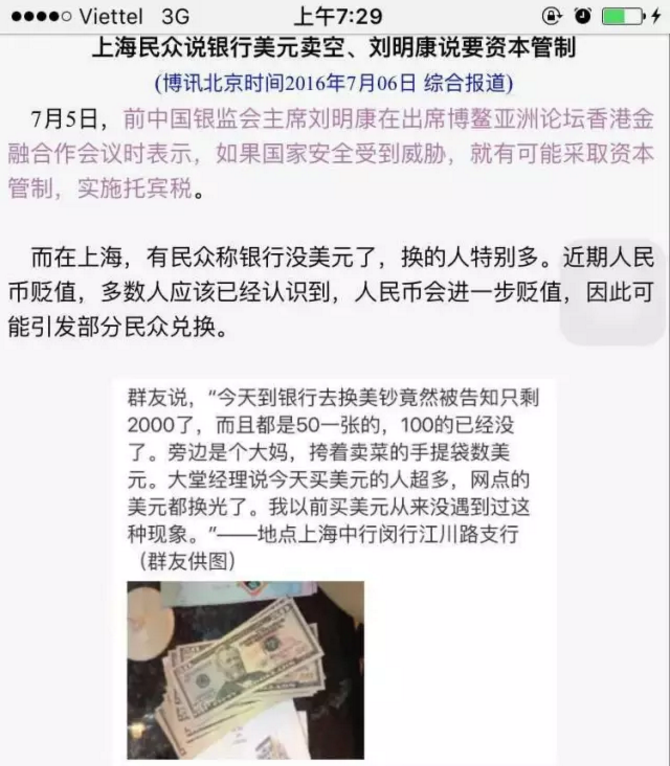 Viettel 3G 上午7:29
上海民众说银行美元卖空、刘明康说要资本管制
(博讯北京时间2016年7月06日 综合报道)
7月5日，前中国银监会主席刘明康在出席博鳌亚洲论坛香港金
融合作会议时表示，如果国家安全受到威胁，就有可能采取资本
管制，实施托宾税。
而在上海，有民众称银行没美元了，换的人特别多。近期人民
币贬值，多数人应该已经认识到，人民币会进一步贬值，因此可
能引发部分民众兑换。
群友说，“今天到银行去换美钞竟然被告知只剩
2000了，而且都是50一张的，100的已经没
了。旁边是个大妈，挎着卖菜的手提袋数美
元。大堂经理说今天买美元的人超多，网点的
美元都换光了。我以前买美元从来没遇到过这
种现象。”——地点上海中行闵行江川路支行
（群友供图）